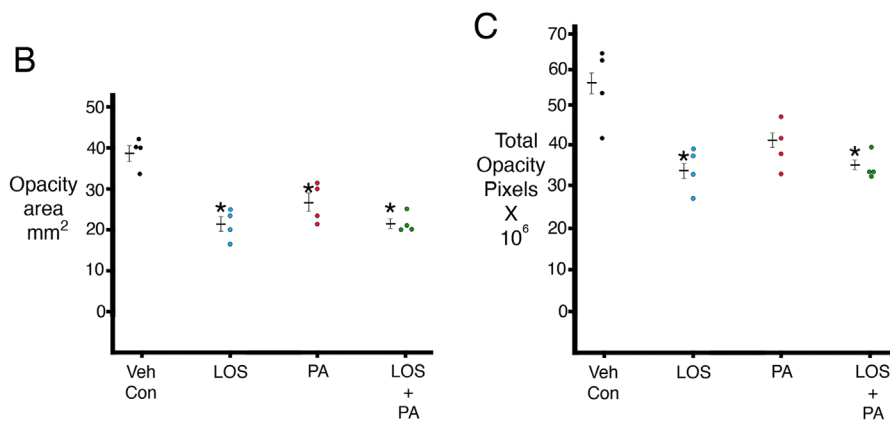 B
50
40
30
20
10
0
Opacity
area
mm²
*
*
*
Veh
Con
LOS
PA
LOS
+
PA
C
70
60
50
40
30
20
10
0
Total
Opacity
Pixels
X
10⁶
*
*
Veh
Con
LOS
PA
LOS
+
PA